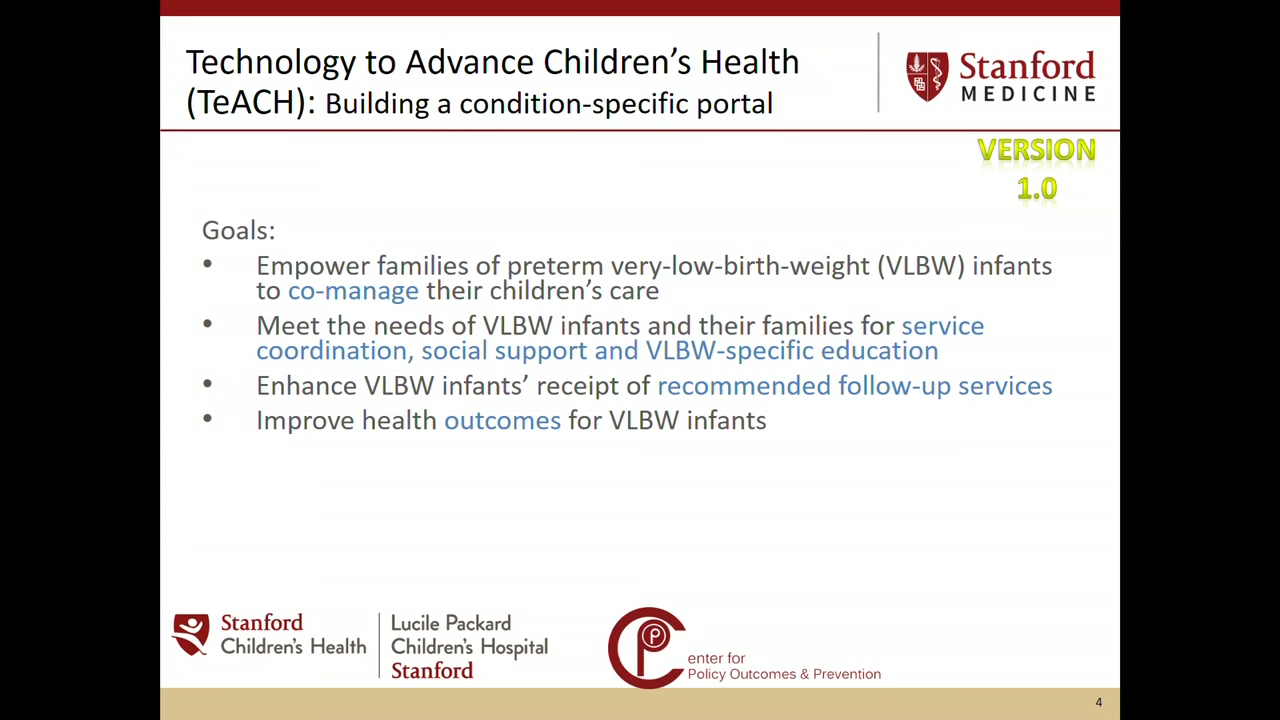 Technology to Advance Children's Health
(TeACH): Building a condition-specific portal
Stanford
MEDICINE
VERSION
1.0
Goals:
• Empower families of preterm very-low-birth-weight (VLBW) infants
to co-manage their children's care
• Meet the needs of VLBW infants and their families for service
coordination, social support and VLBW-specific education
• Enhance VLBW infants' receipt of recommended follow-up services
• Improve health outcomes for VLBW infants
Stanford
Children's Health
Lucile Packard
Children's Hospital
Stanford
CP
enter for
Policy Outcomes & Prevention
4